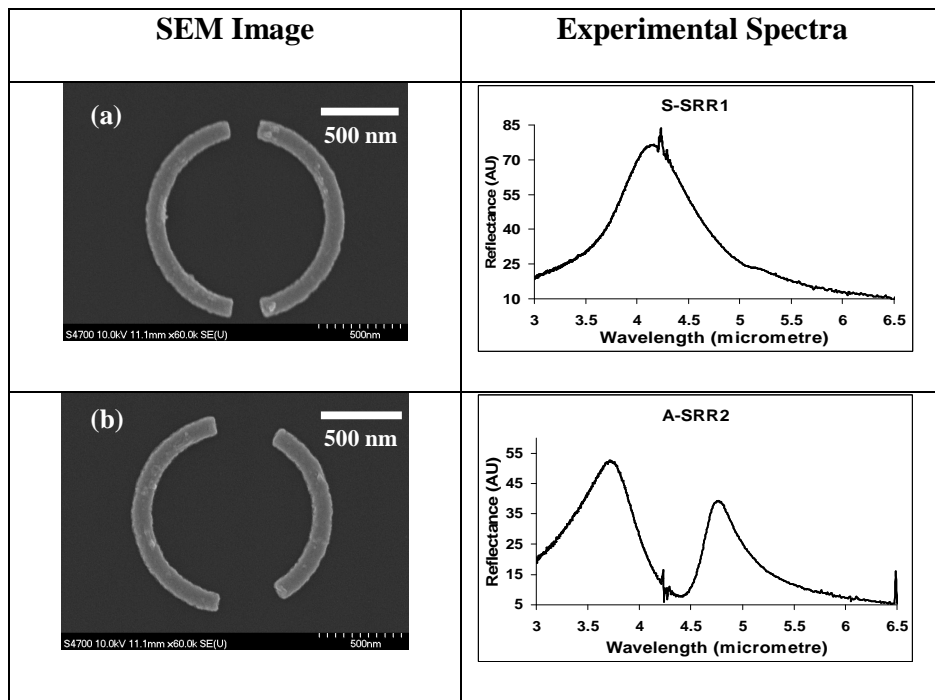 SEM Image
Experimental Spectra
(a)
500 nm
S4700 10.0kV 11.1mm x60.0k SE(U)
500nm
S-SRR1
Reflectance (AU)
85
70
55
40
25
10
3 3.5 4 4.5 5 5.5 6 6.5
Wavelength (micrometre)
(b)
500 nm
S4700 10.0kV 11.1mm x60.0k SE(U)
500nm
A-SRR2
Reflectance (AU)
55
45
35
25
15
5
3 3.5 4 4.5 5 5.5 6 6.5
Wavelength (micrometre)